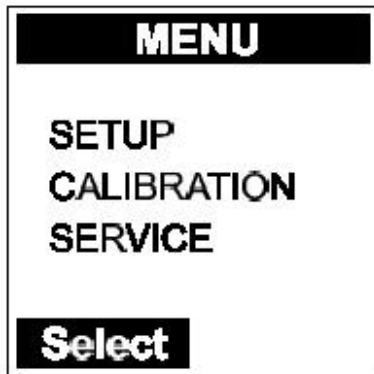 MENU
SETUP
CALIBRATION
SERVICE
Select